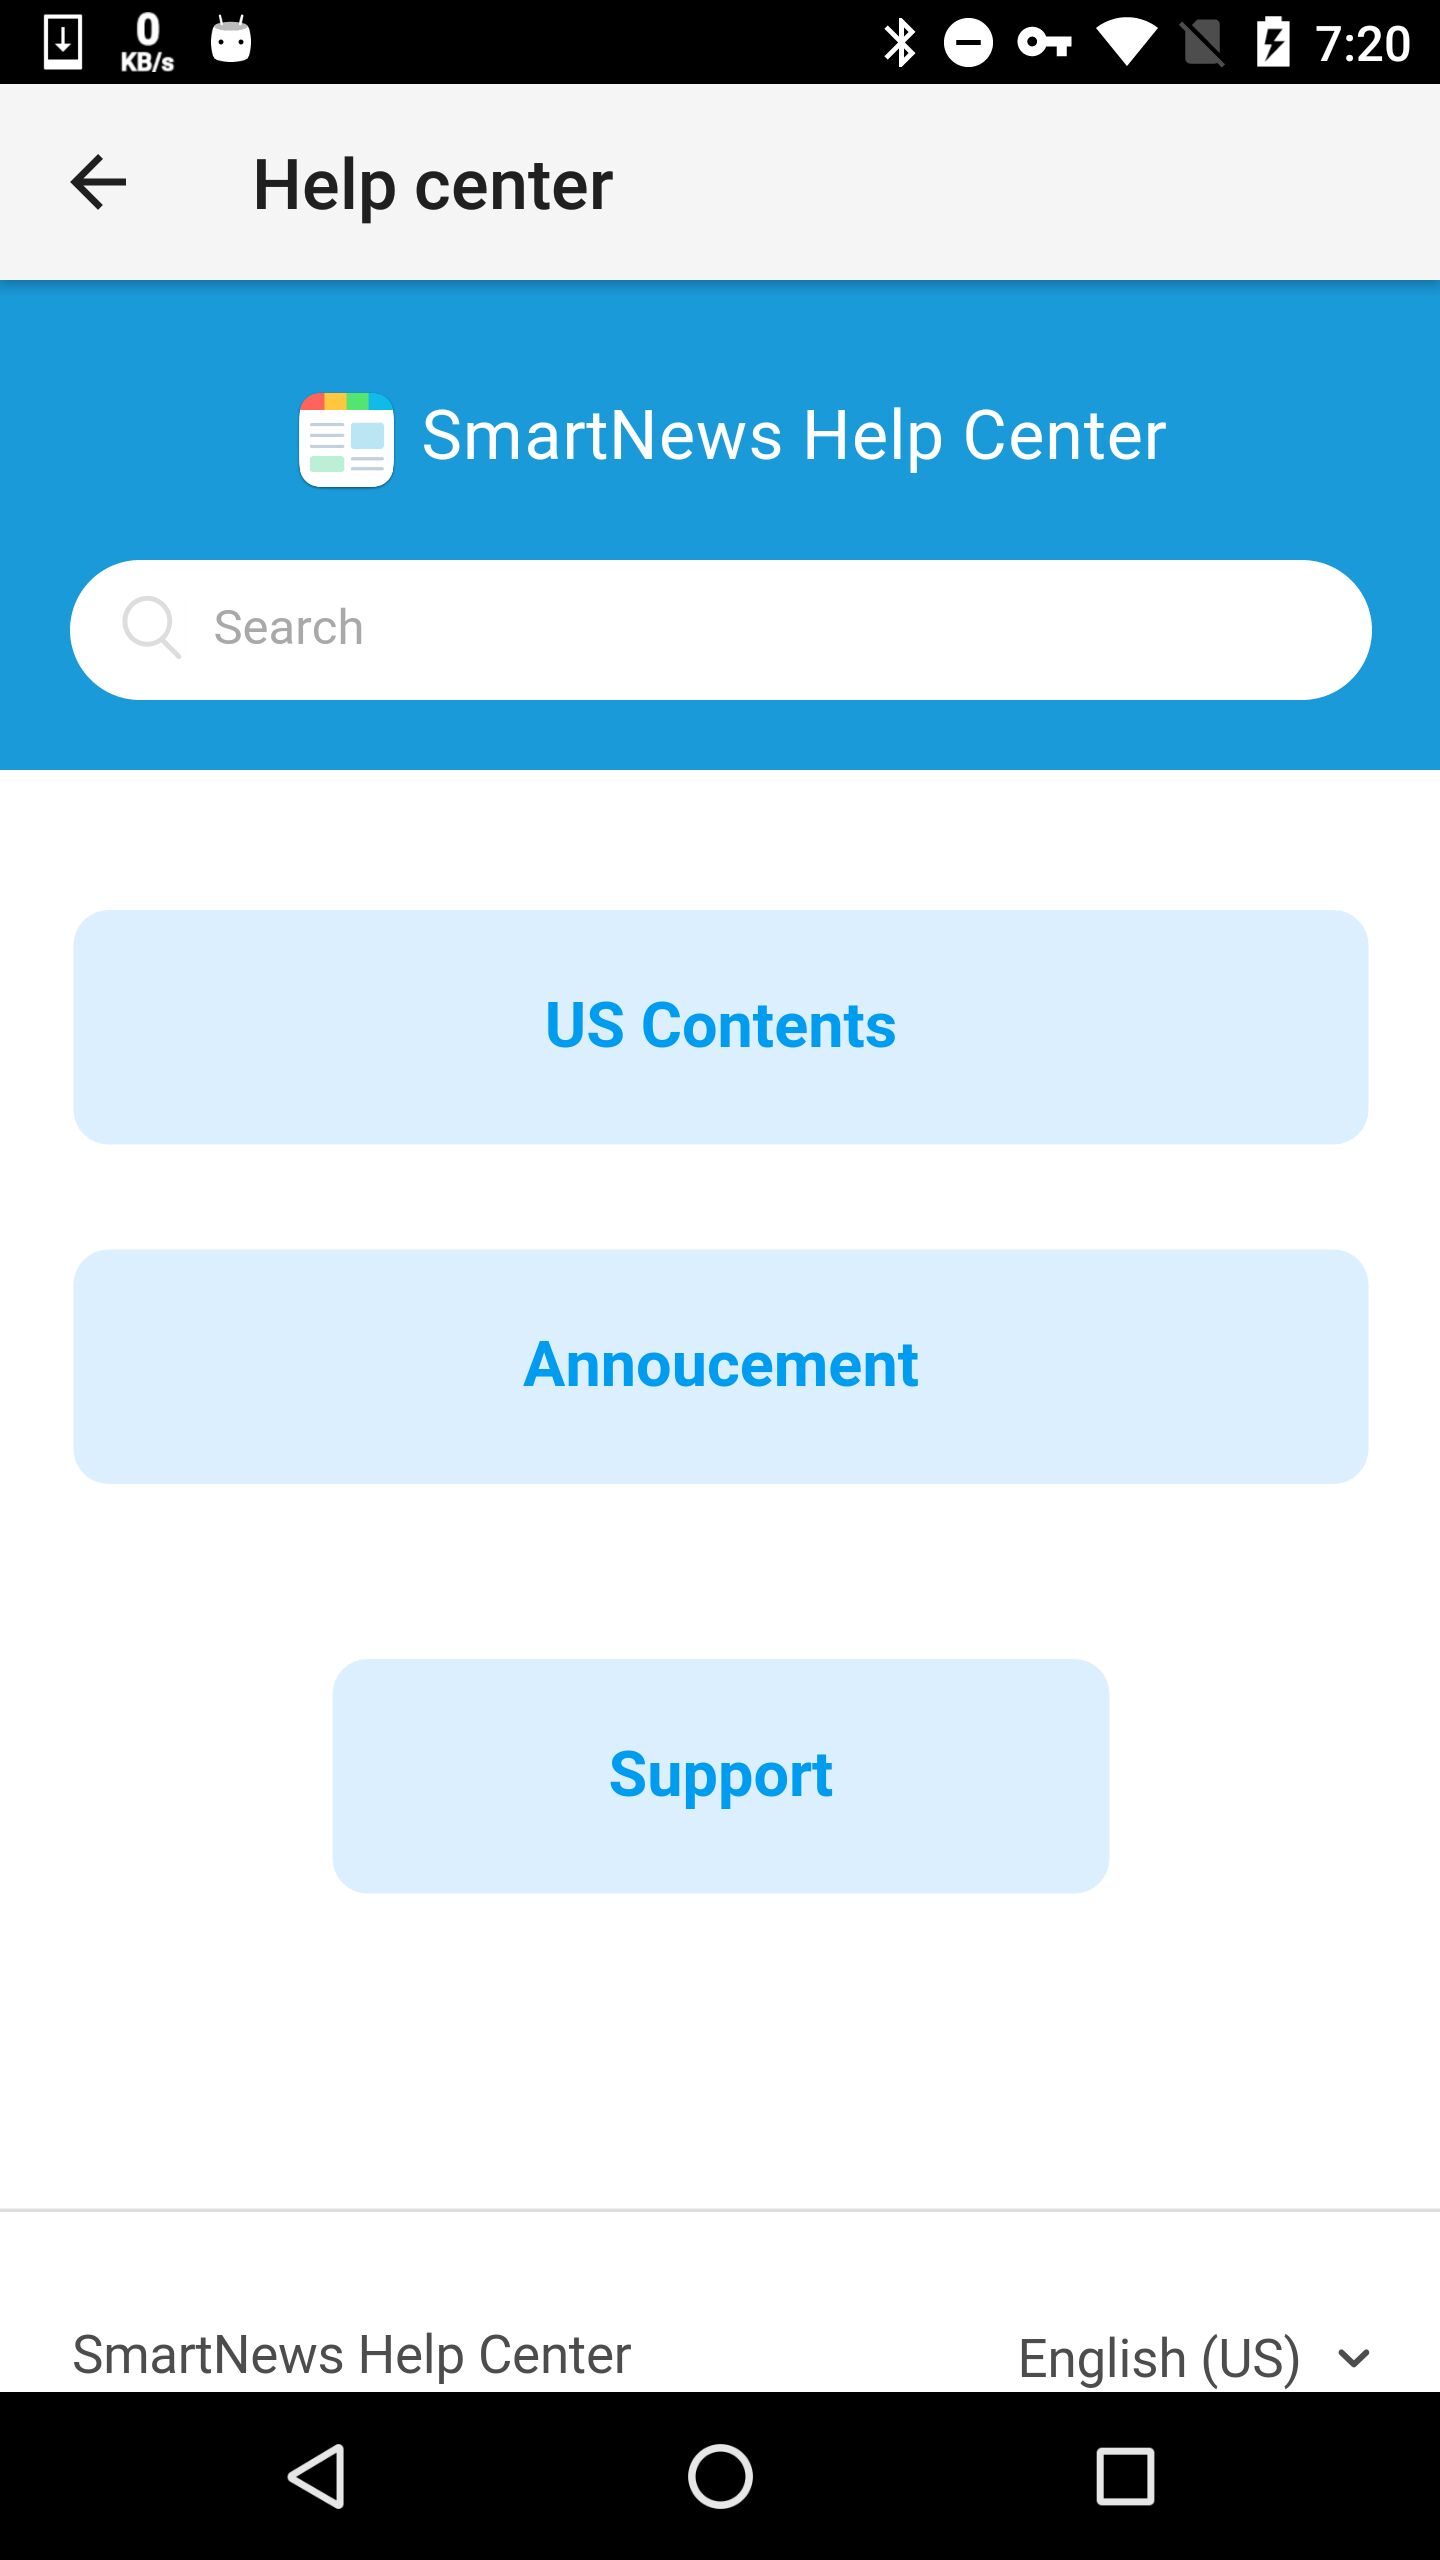 0
KB/s
7:20
Help center
SmartNews Help Center
Search
US Contents
Annoucement
Support
SmartNews Help Center
English (US)